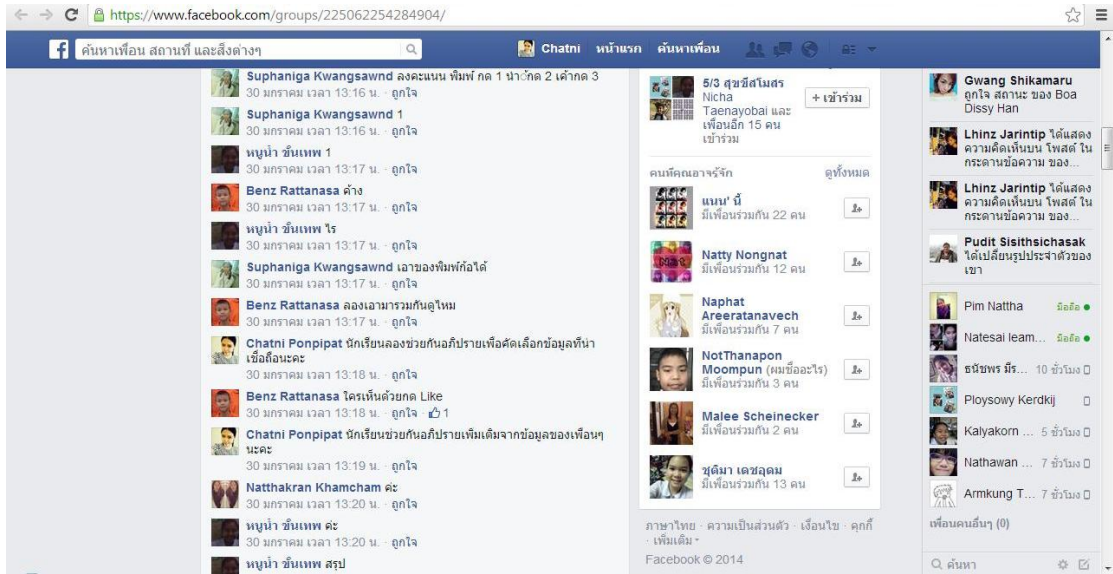 https://www.facebook.com/groups/225062254284904/
ค้นหาเพื่อน สถานที่ และสิ่งต่างๆ
Chatni หน้าแรก ค้นหาเพื่อน
Suphaniga Kwangsawnd ลงคะแนน พิมพ์ กด 1 น้ำกด 2 เค้ากด 3
30 มกราคม เวลา 13:16 น. · ถูกใจ
Suphaniga Kwangsawnd 1
30 มกราคม เวลา 13:16 น. · ถูกใจ
หนูน้ำ ขันเทพ 1
30 มกราคม เวลา 13:17 น. · ถูกใจ
Benz Rattanasa ค้าง
30 มกราคม เวลา 13:17 น. · ถูกใจ
หนูน้ำ ขันเทพ ไร
30 มกราคม เวลา 13:17 น. · ถูกใจ
Suphaniga Kwangsawnd เอาของพิมพ์ก้อได้
30 มกราคม เวลา 13:17 น. · ถูกใจ
Benz Rattanasa ลองเอามารวมกันดูไหม
30 มกราคม เวลา 13:17 น. · ถูกใจ
Chatni Ponpipat นักเรียนลองช่วยกันอภิปรายเพื่อคัดเลือกข้อมูลที่น่า
เชื่อถือนะคะ
30 มกราคม เวลา 13:18 น. · ถูกใจ
Benz Rattanasa ใครเห็นด้วยกด Like
30 มกราคม เวลา 13:18 น. · ถูกใจ · 1
Chatni Ponpipat นักเรียนช่วยกันอภิปรายเพิ่มเติมจากข้อมูลของเพื่อนๆ
นะคะ
30 มกราคม เวลา 13:19 น. · ถูกใจ
Natthakran Khamcham ค่ะ
30 มกราคม เวลา 13:20 น. · ถูกใจ
หนูน้ำ ขันเทพ ค่ะ
30 มกราคม เวลา 13:20 น. · ถูกใจ
หนูน้ำ ขันเทพ สรุป
5/3 สุขขีสโมสร
Nicha
Taenayobai และ
เพื่อนอีก 15 คน
เข้าร่วม
+ เข้าร่วม
คนที่คุณอาจรู้จัก ดูทั้งหมด
แนน' นี้
มีเพื่อนร่วมกัน 22 คน
Natty Nongnat
มีเพื่อนร่วมกัน 12 คน
Naphat
Areeratanavech
มีเพื่อนร่วมกัน 7 คน
NotThanapon
Moompun (ผมชื่ออะไร)
มีเพื่อนร่วมกัน 3 คน
Malee Scheinecker
มีเพื่อนร่วมกัน 2 คน
ชุติมา เดชอุดม
มีเพื่อนร่วมกัน 13 คน
ภาษาไทย · ความเป็นส่วนตัว · เงื่อนไข · คุกกี้
· เพิ่มเติม
Facebook © 2014
Gwang Shikamaru
ถูกใจ สถานะ ของ Boa
Dissy Han
Lhinz Jarintip ได้แสดง
ความคิดเห็นบน โพสต์ ใน
กระดานข้อความ ของ...
Lhinz Jarintip ได้แสดง
ความคิดเห็นบน โพสต์ ใน
กระดานข้อความ ของ...
Pudit Sisithsichasak
ได้เปลี่ยนรูปประจำตัวของ
เขา
Pim Nattha มือถือ
Natesai Ieam... มือถือ
ธนัชพร มีร... 10 ชั่วโมง
Ploysowy Kerdkij
Kalyakorn ... 5 ชั่วโมง
Nathawan ... 7 ชั่วโมง
Armkung T... 7 ชั่วโมง
เพื่อนคนอื่นๆ (0)
ค้นหา